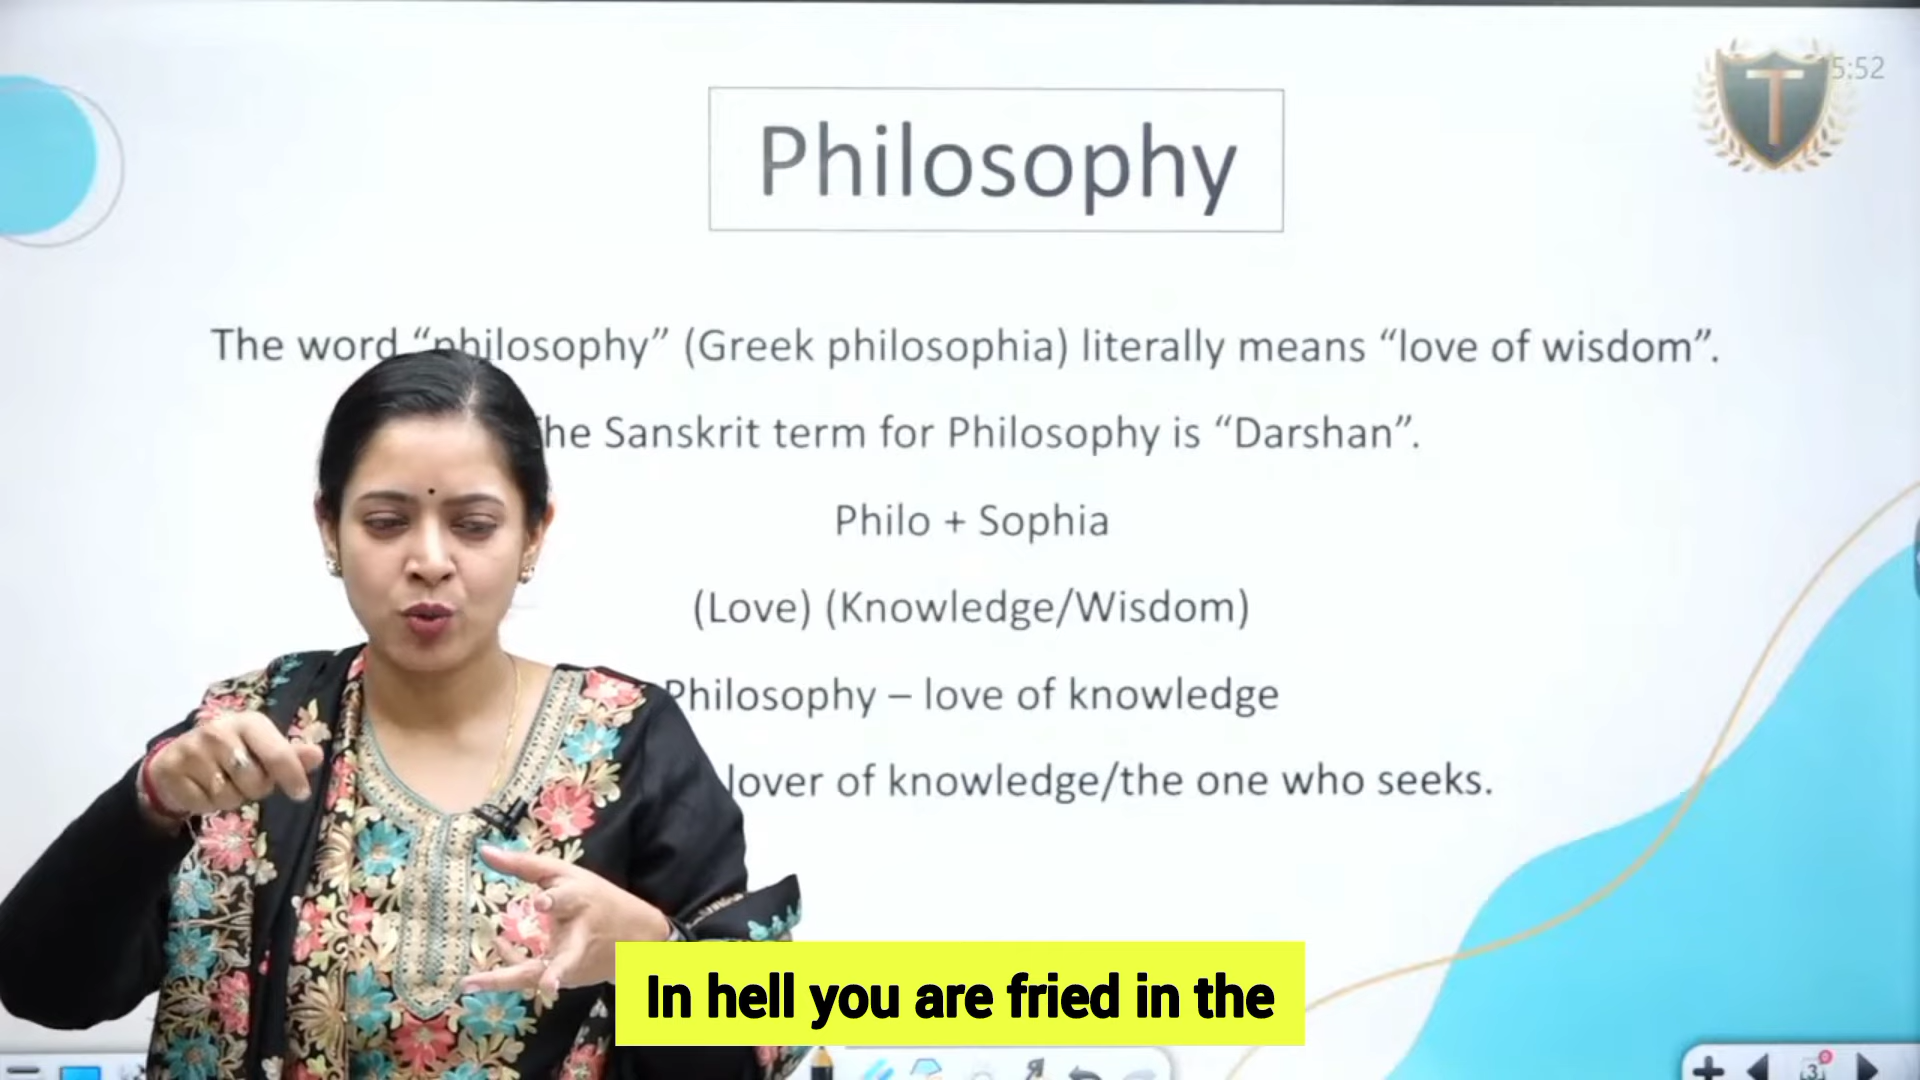 5:52
T
Philosophy
The word “philosophy” (Greek philosophia) literally means “love of wisdom”.
The Sanskrit term for Philosophy is “Darshan”.
Philo + Sophia
(Love) (Knowledge/Wisdom)
Philosophy – love of knowledge
lover of knowledge/the one who seeks.
In hell you are fried in the
3